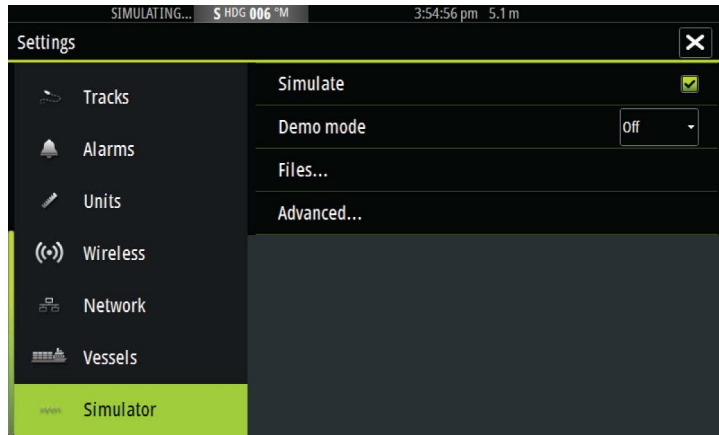 SIMULATING... S HDG 006 °M 3:54:56 pm 5.1 m
Settings
Tracks
Alarms
Units
Wireless
Network
Vessels
Simulator
Simulate
Demo mode Off
Files...
Advanced...